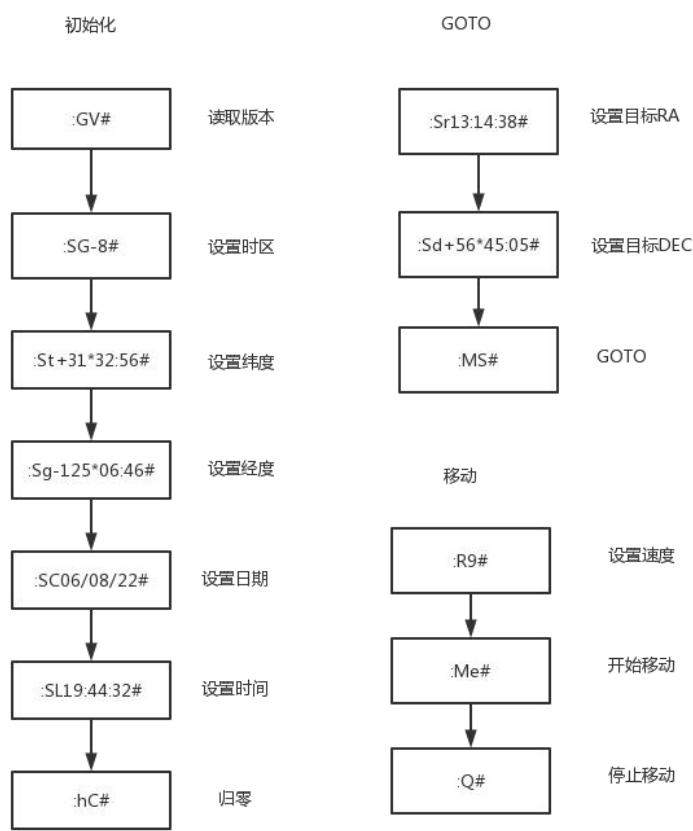 初始化
:GV# 读取版本
:SG-8# 设置时区
:St+31*32:56# 设置纬度
:Sg-125*06:46# 设置经度
:SC06/08/22# 设置日期
:SL19:44:32# 设置时间
:hC# 归零
GOTO
:Sr13:14:38# 设置目标RA
:Sd+56*45:05# 设置目标DEC
:MS# GOTO
移动
:R9# 设置速度
:Me# 开始移动
:Q# 停止移动